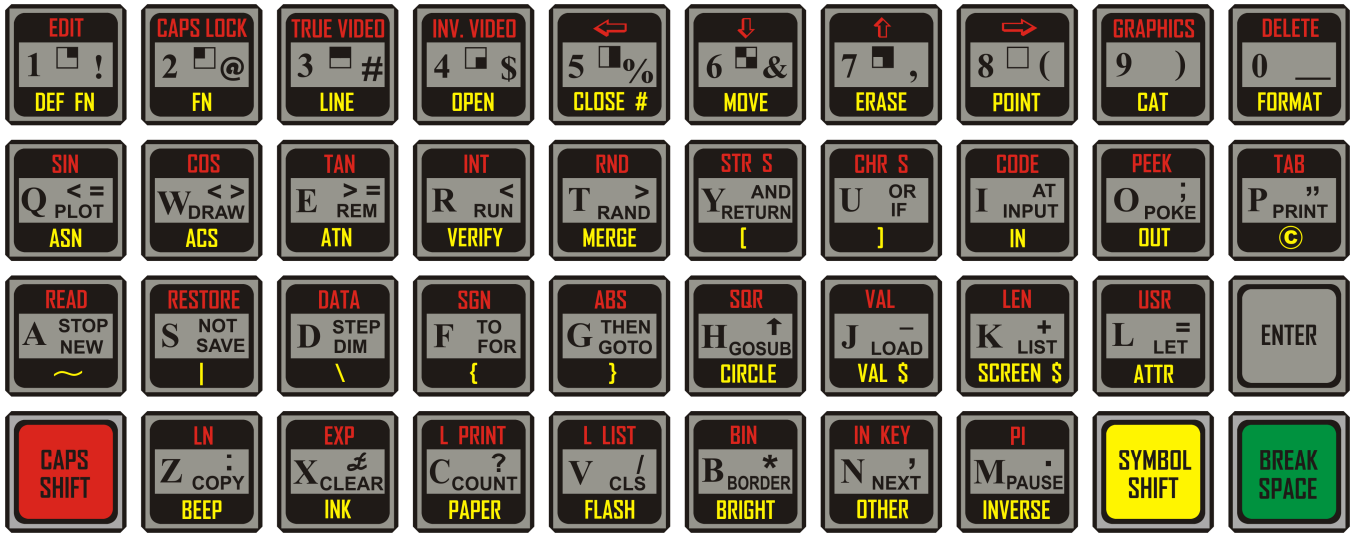 EDIT
1 !
DEF FN
CAPS LOCK
2 @
FN
TRUE VIDEO
3 #
LINE
INV. VIDEO
4 $
OPEN
⇦
5 %
CLOSE #
⇩
6 &
MOVE
⇧
7 ,
ERASE
⇨
8 (
POINT
GRAPHICS
9 )
CAT
DELETE
0 _
FORMAT
SIN
Q < =
PLOT
ASN
COS
W < >
DRAW
ACS
TAN
E > =
REM
ATN
INT
R <
RUN
VERIFY
RND
T >
RAND
MERGE
STR S
Y AND
RETURN
[
CHR S
U OR
IF
]
CODE
I AT
INPUT
IN
PEEK
O ;
POKE
OUT
TAB
P ”
PRINT
©
READ
A STOP
NEW
~
RESTORE
S NOT
SAVE
|
DATA
D STEP
DIM
\
SGN
F TO
FOR
{
ABS
G THEN
GOTO
}
SQR
H ↑
GOSUB
CIRCLE
VAL
J −
LOAD
VAL $
LEN
K +
LIST
SCREEN $
USR
L =
LET
ATTR
ENTER
CAPS
SHIFT
LN
Z :
COPY
BEEP
EXP
X £
CLEAR
INK
L PRINT
C ?
COUNT
PAPER
L LIST
V /
CLS
FLASH
BIN
B *
BORDER
BRIGHT
IN KEY
N ,
NEXT
OTHER
PI
M .
PAUSE
INVERSE
SYMBOL
SHIFT
BREAK
SPACE